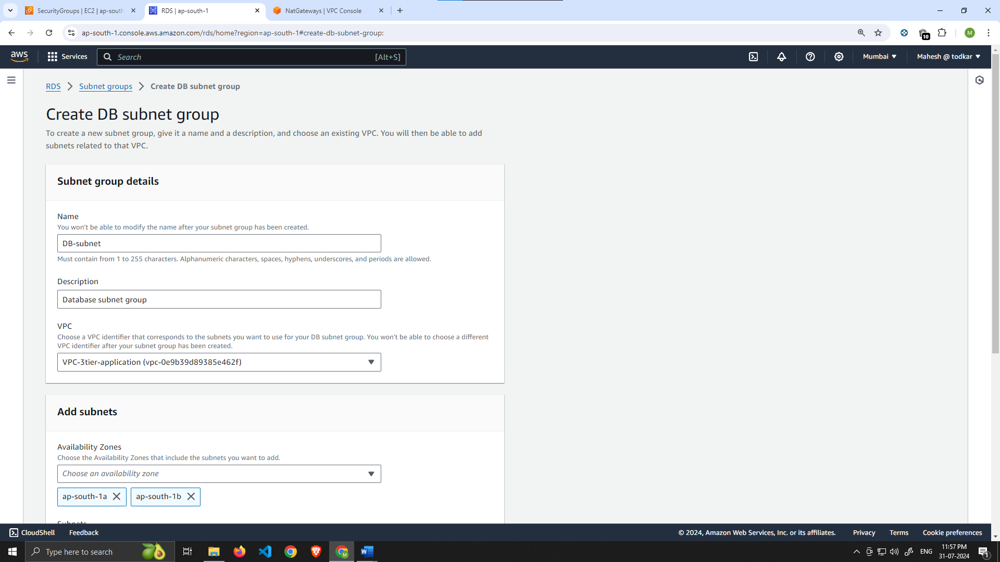 SecurityGroups | EC2 | ap-south
RDS | ap-south-1
NatGateways | VPC Console
ap-south-1.console.aws.amazon.com/rds/home?region=ap-south-1#create-db-subnet-group:
10
M
aws
Services
Search
[Alt+S]
Mumbai
Mahesh @ todkar
RDS
Subnet groups
Create DB subnet group
Create DB subnet group
To create a new subnet group, give it a name and a description, and choose an existing VPC. You will then be able to add
subnets related to that VPC.
Subnet group details
Name
You won't be able to modify the name after your subnet group has been created.
DB-subnet
Must contain from 1 to 255 characters. Alphanumeric characters, spaces, hyphens, underscores, and periods are allowed.
Description
Database subnet group
VPC
Choose a VPC identifier that corresponds to the subnets you want to use for your DB subnet group. You won't be able to choose a different
VPC identifier after your subnet group has been created.
VPC-3tier-application (vpc-0e9b39d89385e462f)
Add subnets
Availability Zones
Choose the Availability Zones that include the subnets you want to add.
Choose an availability zone
ap-south-1a
ap-south-1b
Subnets
CloudShell
Feedback
© 2024, Amazon Web Services, Inc. or its affiliates.
Privacy
Terms
Cookie preferences
Type here to search
M
W
ENG
11:57 PM
31-07-2024
1